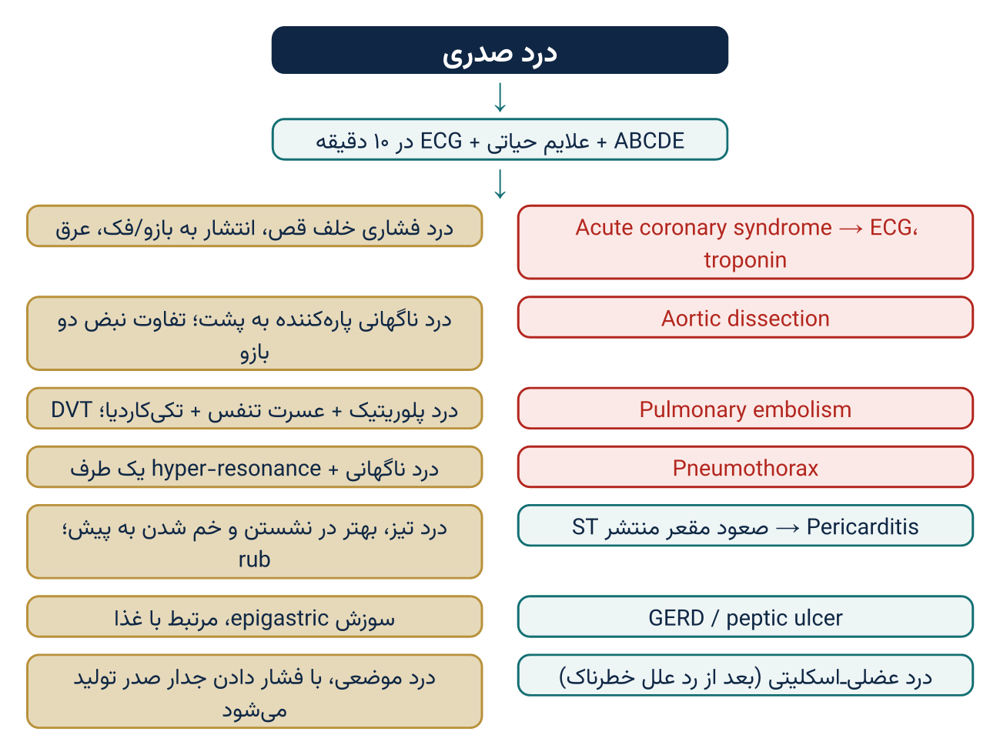 درد صدری
↓
ABCDE + علایم حیاتی + ECG در ۱۰ دقیقه
↓
درد فشاری خلف قص، انتشار به بازو/فک، عرق
Acute coronary syndrome → ECG،
troponin
درد ناگهانی پاره‌کننده به پشت؛ تفاوت نبض دو
بازو
Aortic dissection
درد پلوریتیک + عسرت تنفس + تکی‌کاردیا؛ DVT
Pulmonary embolism
درد ناگهانی + hyper-resonance یک طرف
Pneumothorax
درد تیز، بهتر در نشستن و خم شدن به پیش؛
rub
Pericarditis → صعود مقعر منتشر ST
سوزش epigastric، مرتبط با غذا
GERD / peptic ulcer
درد موضعی، با فشار دادن جدار صدر تولید
می‌شود
درد عضلی‌ـاسکلیتی (بعد از رد علل خطرناک)